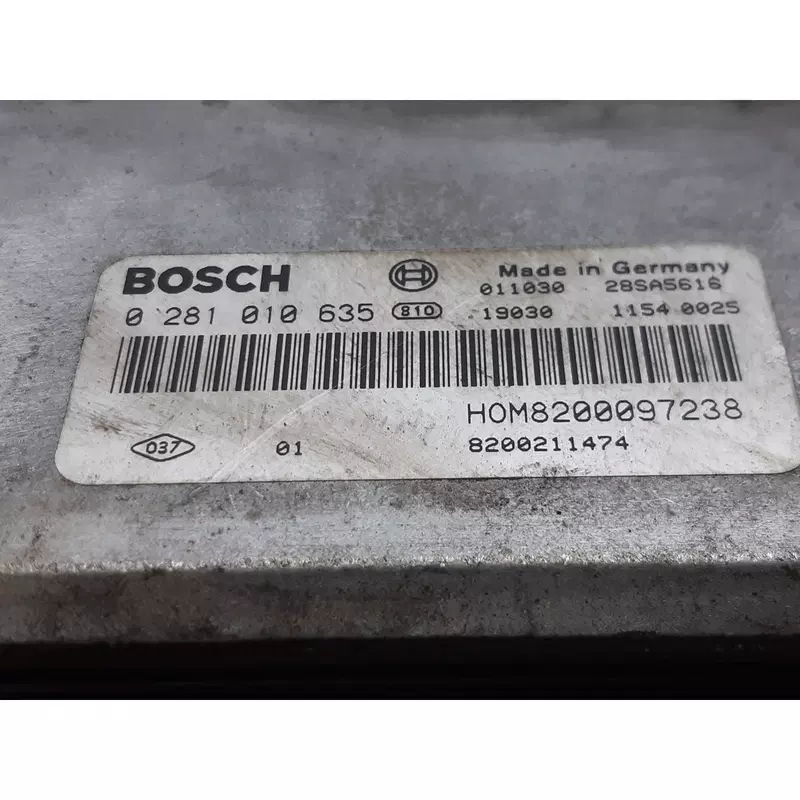 BOSCH Made in Germany
011030 28SA5616
0 281 010 635 810 19030 1154 0025
HOM8200097238
037 01 8200211474